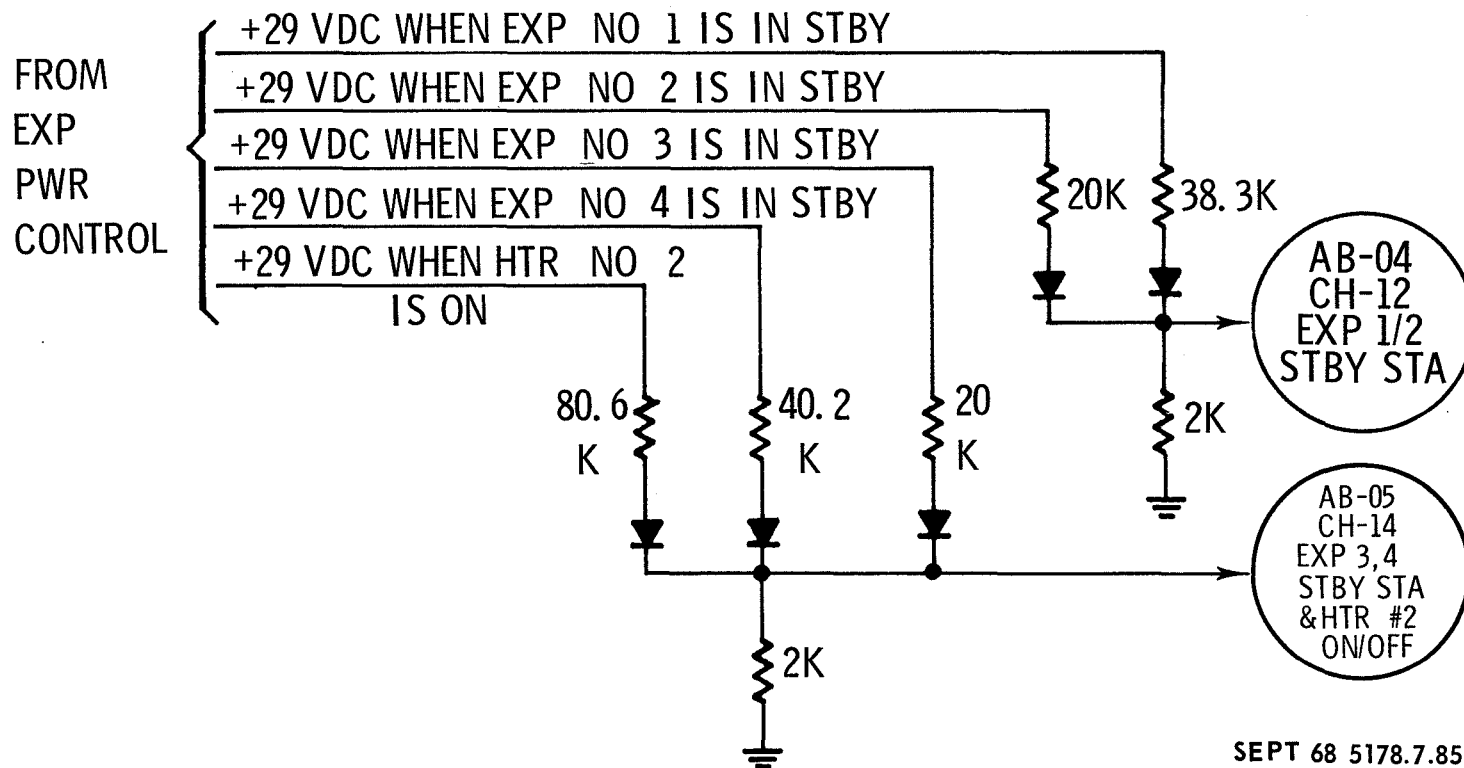 +29 VDC WHEN EXP NO 1 IS IN STBY
+29 VDC WHEN EXP NO 2 IS IN STBY
+29 VDC WHEN EXP NO 3 IS IN STBY
+29 VDC WHEN EXP NO 4 IS IN STBY
+29 VDC WHEN HTR NO 2
IS ON
FROM
EXP
PWR
CONTROL
20K
38.3K
AB-04
CH-12
EXP 1/2
STBY STA
2K
80.6
K
40.2
K
20
K
AB-05
CH-14
EXP 3,4
STBY STA
&HTR #2
ON/OFF
2K
SEPT 68 5178.7.85